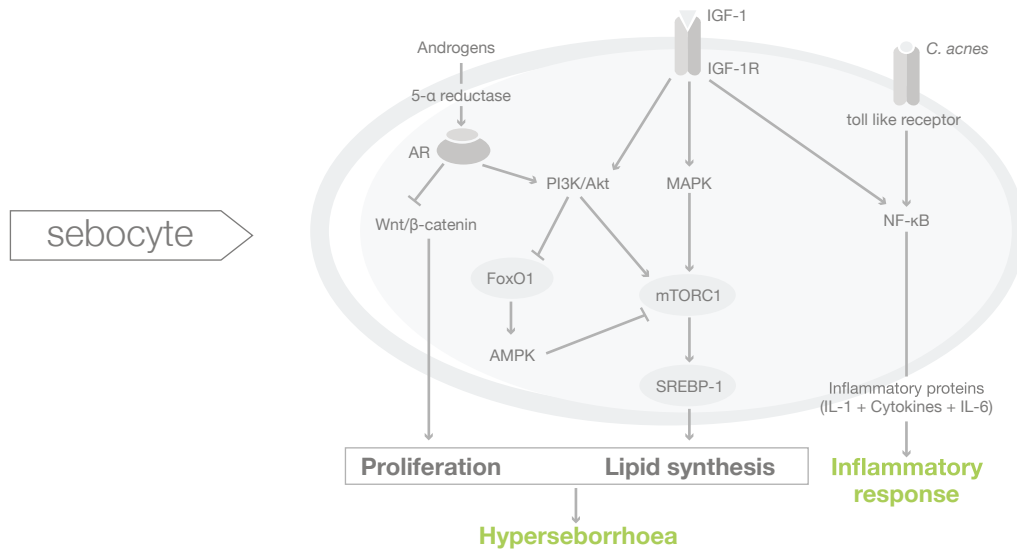 IGF-1
Androgens
C. acnes
IGF-1R
5-α reductase
toll like receptor
AR
PI3K/Akt
MAPK
Wnt/β-catenin
NF-κB
sebocyte
FoxO1
mTORC1
AMPK
SREBP-1
Inflammatory proteins
(IL-1 + Cytokines + IL-6)
Proliferation
Lipid synthesis
Inflammatory
response
Hyperseborrhoea